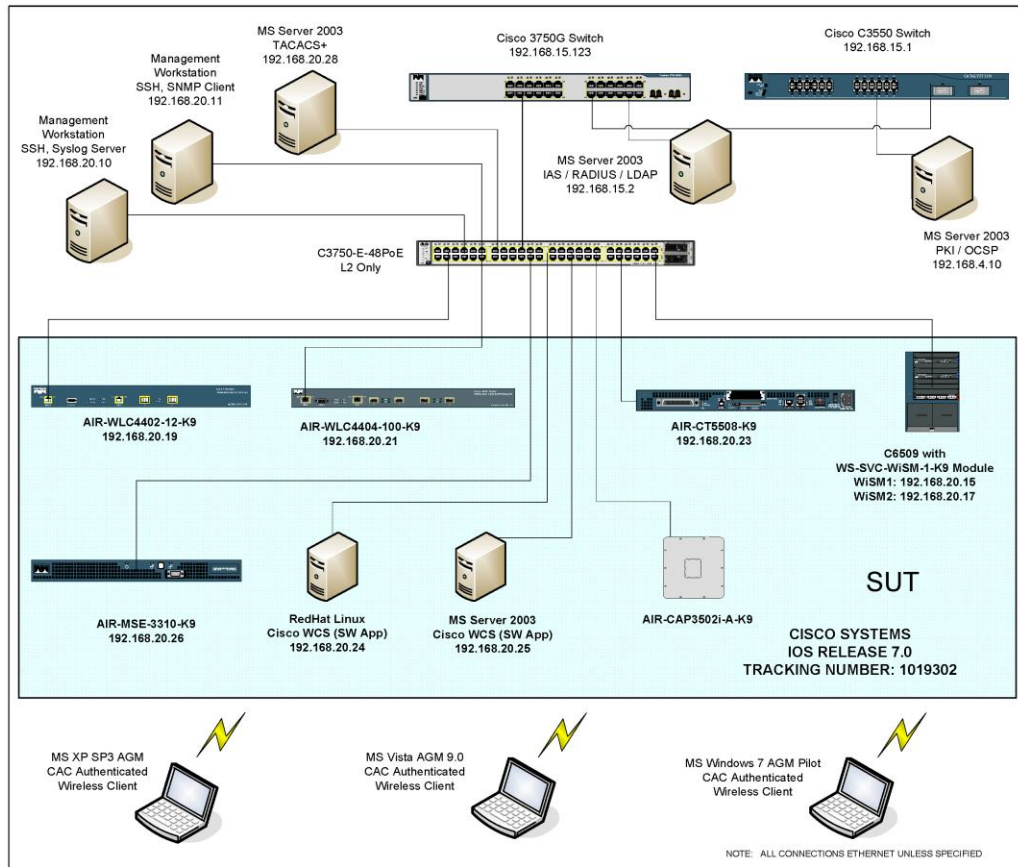 MS Server 2003
TACACS+
192.168.20.28
Cisco 3750G Switch
192.168.15.123
Cisco C3550 Switch
192.168.15.1
Management
Workstation
SSH, SNMP Client
192.168.20.11
Management
Workstation
SSH, Syslog Server
192.168.20.10
MS Server 2003
IAS / RADIUS / LDAP
192.168.15.2
MS Server 2003
PKI / OCSP
192.168.4.10
C3750-E-48PoE
L2 Only
AIR-WLC4402-12-K9
192.168.20.19
AIR-WLC4404-100-K9
192.168.20.21
AIR-CT5508-K9
192.168.20.23
C6509 with
WS-SVC-WiSM-1-K9 Module
WiSM1: 192.168.20.15
WiSM2: 192.168.20.17
AIR-MSE-3310-K9
192.168.20.26
RedHat Linux
Cisco WCS (SW App)
192.168.20.24
MS Server 2003
Cisco WCS (SW App)
192.168.20.25
AIR-CAP3502i-A-K9
SUT
CISCO SYSTEMS
IOS RELEASE 7.0
TRACKING NUMBER: 1019302
MS XP SP3 AGM
CAC Authenticated
Wireless Client
MS Vista AGM 9.0
CAC Authenticated
Wireless Client
MS Windows 7 AGM Pilot
CAC Authenticated
Wireless Client
NOTE: ALL CONNECTIONS ETHERNET UNLESS SPECIFIED